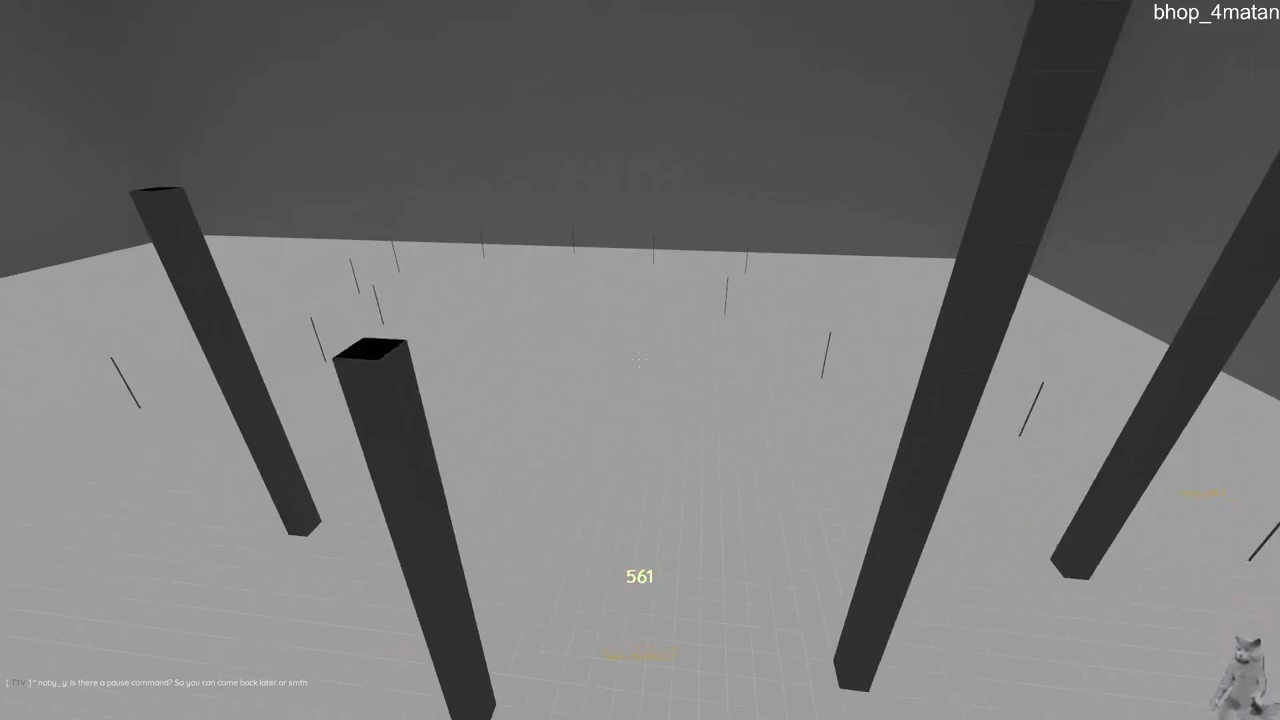 bhop_4matan
561
[ TTV ] * noby_y: Is there a pause command? So you can come back later or smth